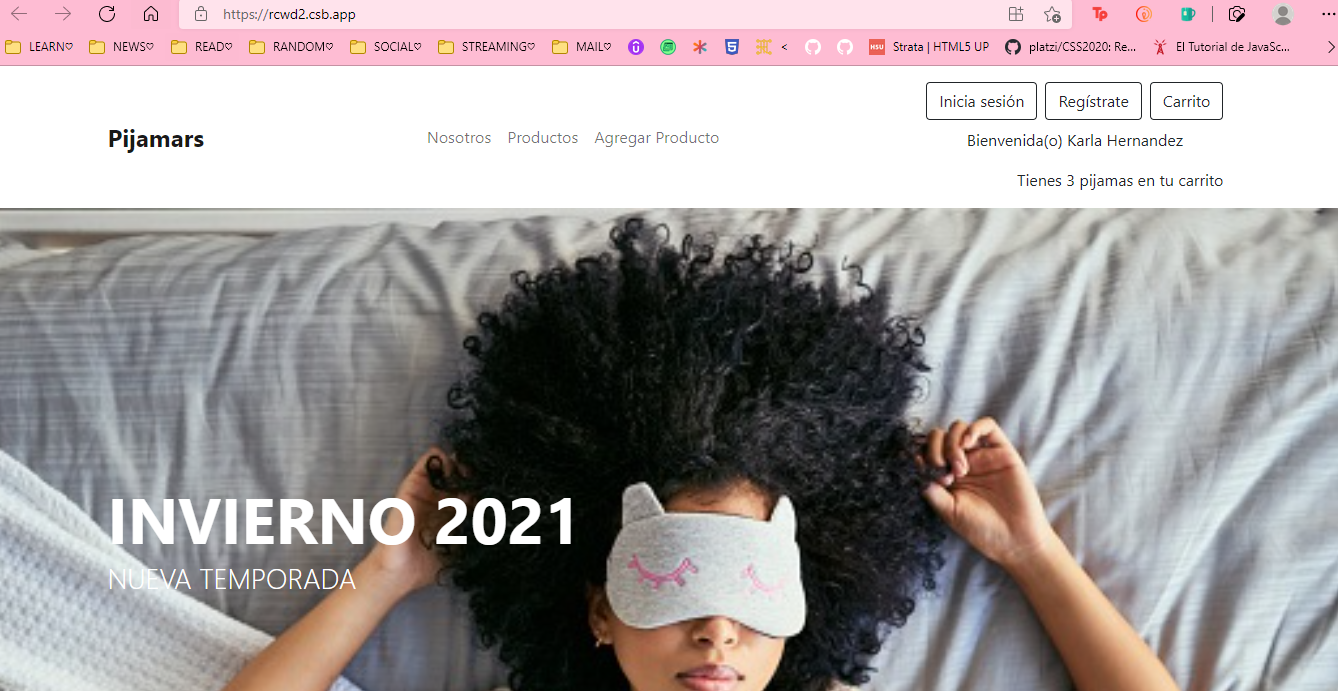 https://rcwd2.csb.app
LEARN♡ NEWS♡ READ♡ RANDOM♡ SOCIAL♡ STREAMING♡ MAIL♡ < Strata | HTML5 UP platzi/CSS2020: Re... El Tutorial de JavaSc...
Inicia sesión Regístrate Carrito
Pijamars Nosotros Productos Agregar Producto Bienvenida(o) Karla Hernandez
Tienes 3 pijamas en tu carrito
INVIERNO 2021
NUEVA TEMPORADA